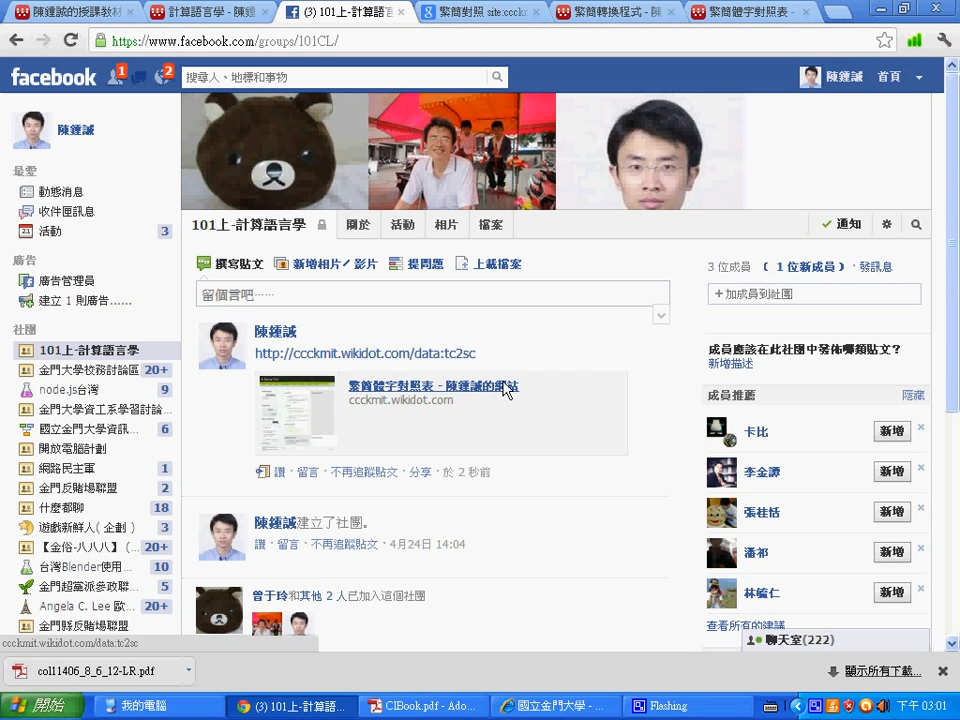 陳鍾誠的授課教材
計算語言學 - 陳鍾
(3) 101上-計算語言
繁簡對照 site:ccck
繁簡轉換程式 - 陳
繁簡體字對照表 -
https://www.facebook.com/groups/101CL/
facebook
1
2
搜尋人、地標和事物
陳鍾誠
首頁
陳鍾誠
最愛
動態消息
收件匣訊息
活動
3
廣告
廣告管理員
建立 1 則廣告......
社團
101上-計算語言學
金門大學校務討論區
20+
node.js台灣
9
金門大學資工系學習討論...
國立金門大學資訊...
6
開放電腦計劃
網路民主軍
1
金門反賭場聯盟
2
什麼都聊
18
遊戲新鮮人( 企劃 )
3
【金俗-八八八】 (...
20+
台灣Blender使用...
10
金門超黨派參政聯...
5
Angela C. Lee 歐...
20+
金門縣反賭場聯盟
101上-計算語言學
關於
活動
相片
檔案
通知
撰寫貼文
新增相片／影片
提問題
上載檔案
留個言吧......
陳鍾誠
http://ccckmit.wikidot.com/data:tc2sc
繁簡體字對照表 - 陳鍾誠的網站
ccckmit.wikidot.com
讚 · 留言 · 不再追蹤貼文 · 分享 · 於 2 秒前
陳鍾誠建立了社團。
讚 · 留言 · 不再追蹤貼文 · 4月24日 14:04
曾于玲和其他 2 人已加入這個社團
3 位成員 ( 1 位新成員 ) · 發訊息
+加成員到社團
成員應該在此社團中發佈哪類貼文?
新增描述
成員推薦
隱藏
卡比
新增
李金譚
新增
張桂恬
新增
潘祁
新增
林毓仁
新增
查看所有的建議
聊天室(222)
ccckmit.wikidot.com/data:tc2sc
col11406_8_6_12-LR.pdf
顯示所有下載...
開始
我的電腦
(3) 101上-計算語...
ClBook.pdf - Ado...
國立金門大學 - ...
Flashing
下午 03:01